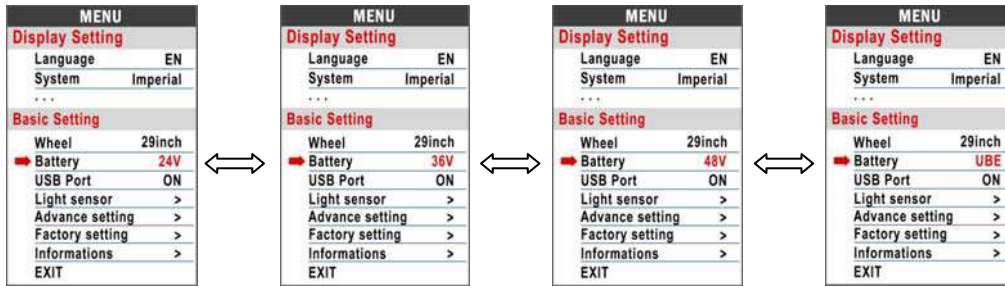 MENU
Display Setting
Language EN
System Imperial
...
Basic Setting
Wheel 29inch
Battery 24V
USB Port ON
Light sensor >
Advance setting >
Factory setting >
Informations >
EXIT
MENU
Display Setting
Language EN
System Imperial
...
Basic Setting
Wheel 29inch
Battery 36V
USB Port ON
Light sensor >
Advance setting >
Factory setting >
Informations >
EXIT
MENU
Display Setting
Language EN
System Imperial
...
Basic Setting
Wheel 29inch
Battery 48V
USB Port ON
Light sensor >
Advance setting >
Factory setting >
Informations >
EXIT
MENU
Display Setting
Language EN
System Imperial
...
Basic Setting
Wheel 29inch
Battery UBE
USB Port ON
Light sensor >
Advance setting >
Factory setting >
Informations >
EXIT